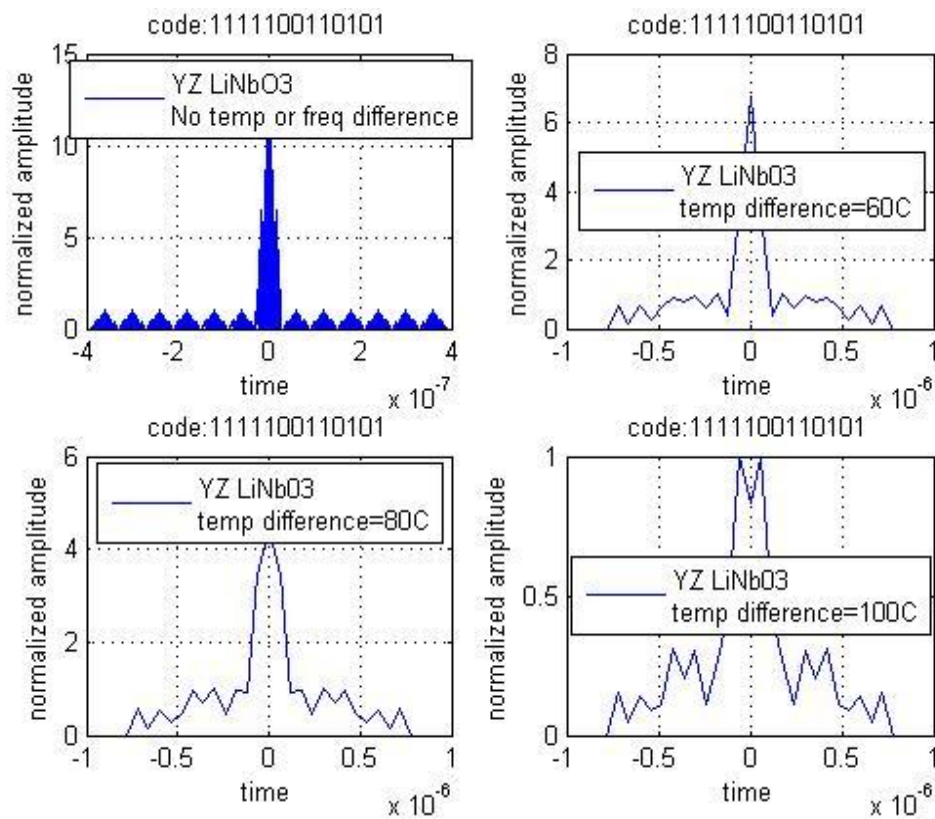 code:1111100110101
15
10
5
0
normalized amplitude
YZ LiNbO3
No temp or freq difference
-4
-2
0
2
4
time
x 10^-7
code:1111100110101
8
6
4
2
0
normalized amplitude
YZ LiNbO3
temp difference=60C
-1
-0.5
0
0.5
1
time
x 10^-6
code:1111100110101
6
4
2
0
normalized amplitude
YZ LiNbO3
temp difference=80C
-1
-0.5
0
0.5
1
time
x 10^-6
code:1111100110101
1
0.5
0
normalized amplitude
YZ LiNbO3
temp difference=100C
-1
-0.5
0
0.5
1
time
x 10^-6